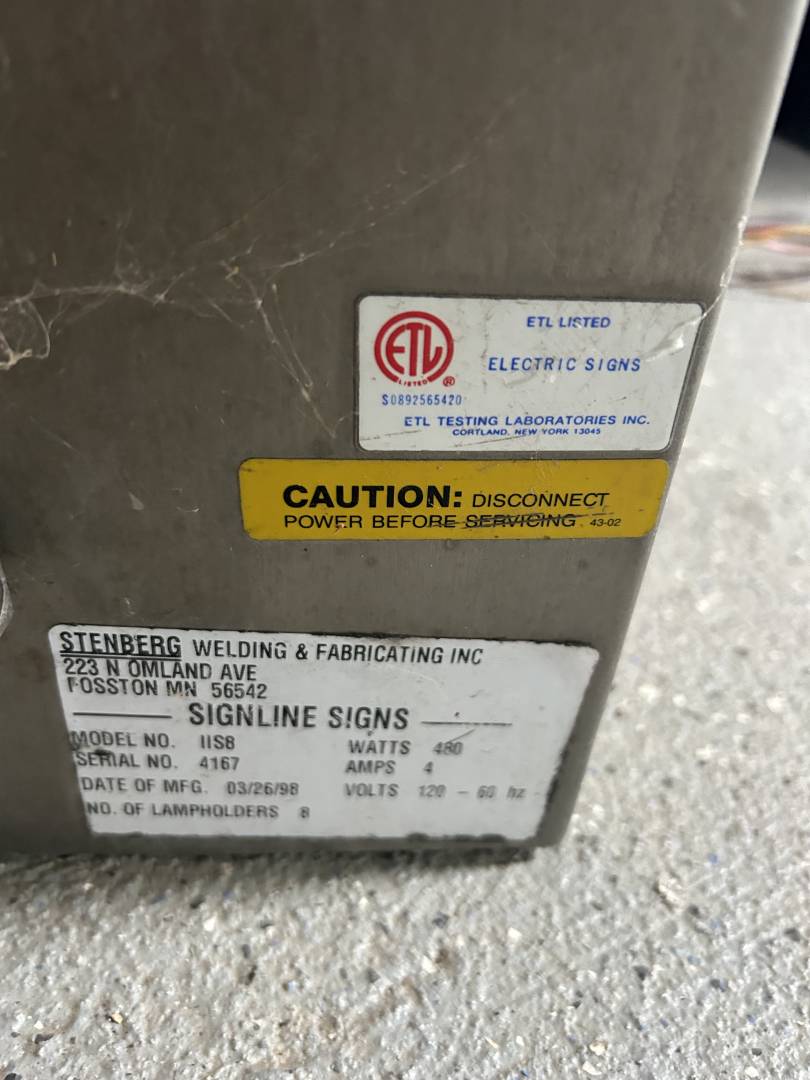 ETL
LISTED
®
S0892565420
ETL LISTED
ELECTRIC SIGNS
ETL TESTING LABORATORIES INC.
CORTLAND, NEW YORK 13045
CAUTION: DISCONNECT
POWER BEFORE SERVICING 43-02
STENBERG WELDING & FABRICATING INC
223 N OMLAND AVE
FOSSTON MN 56542
SIGNLINE SIGNS
MODEL NO. IIS8 WATTS 480
SERIAL NO. 4167 AMPS 4
DATE OF MFG. 03/26/98 VOLTS 120 - 60 hz
NO. OF LAMPHOLDERS 8